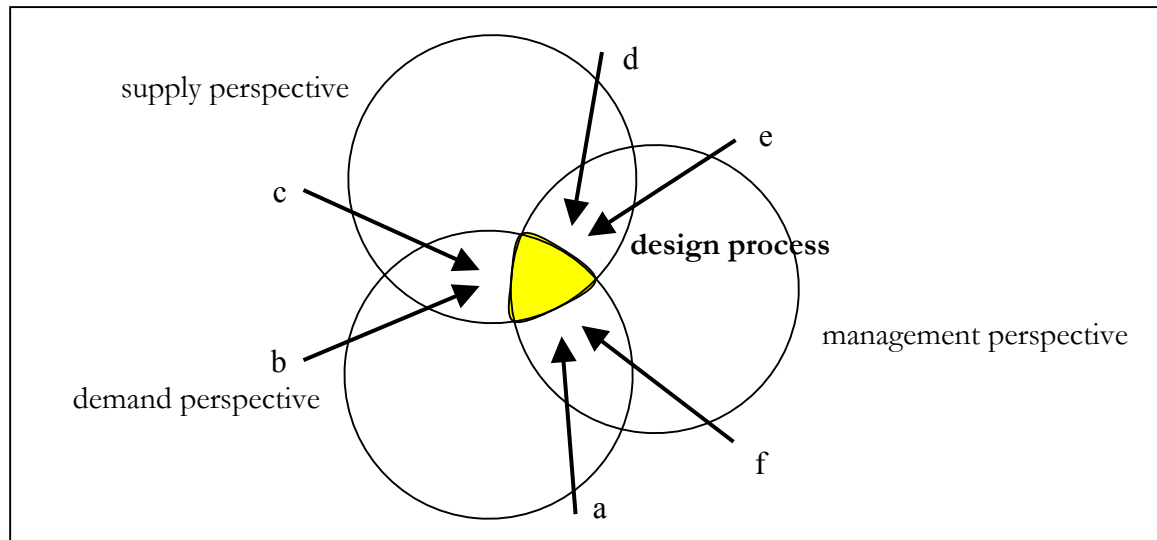 d
supply perspective
e
c
design process
management perspective
b
demand perspective
f
a